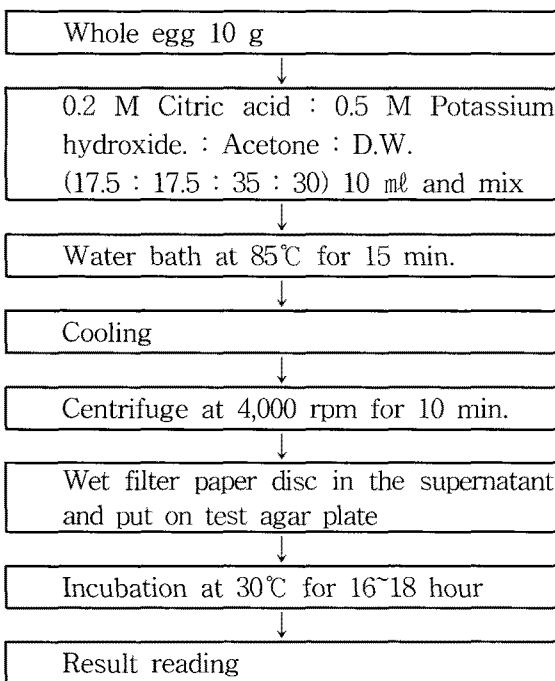 Whole egg 10 g
↓
0.2 M Citric acid : 0.5 M Potassium
hydroxide. : Acetone : D.W.
(17.5 : 17.5 : 35 : 30) 10 ㎖ and mix
↓
Water bath at 85℃ for 15 min.
↓
Cooling
↓
Centrifuge at 4,000 rpm for 10 min.
↓
Wet filter paper disc in the supernatant
and put on test agar plate
↓
Incubation at 30℃ for 16~18 hour
↓
Result reading